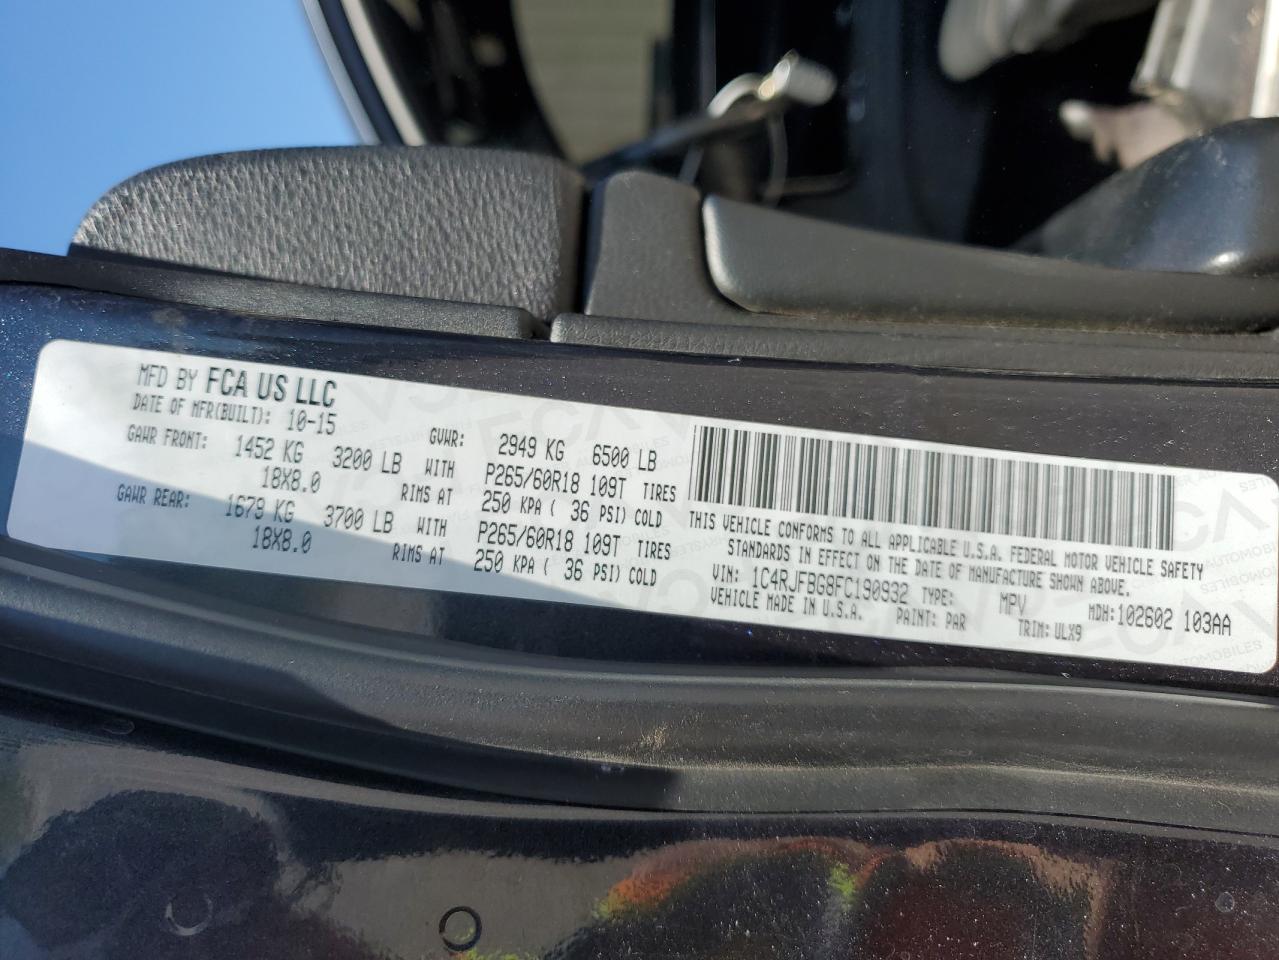 MFD BY FCA US LLC
DATE OF MFR(BUILT): 10-15 GVWR: 2949 KG 6500 LB
GAWR FRONT: 1452 KG 3200 LB WITH P265/60R18 109T TIRES
18X8.0 RIMS AT 250 KPA ( 36 PSI) COLD
GAWR REAR: 1679 KG 3700 LB WITH P265/60R18 109T TIRES
18X8.0 RIMS AT 250 KPA ( 36 PSI) COLD
THIS VEHICLE CONFORMS TO ALL APPLICABLE U.S.A. FEDERAL MOTOR VEHICLE SAFETY
STANDARDS IN EFFECT ON THE DATE OF MANUFACTURE SHOWN ABOVE.
VIN: 1C4RJFBG8FC190932 TYPE: MPV MDH: 102602 103AA
VEHICLE MADE IN U.S.A. PAINT: PAR TRIM: ULX9